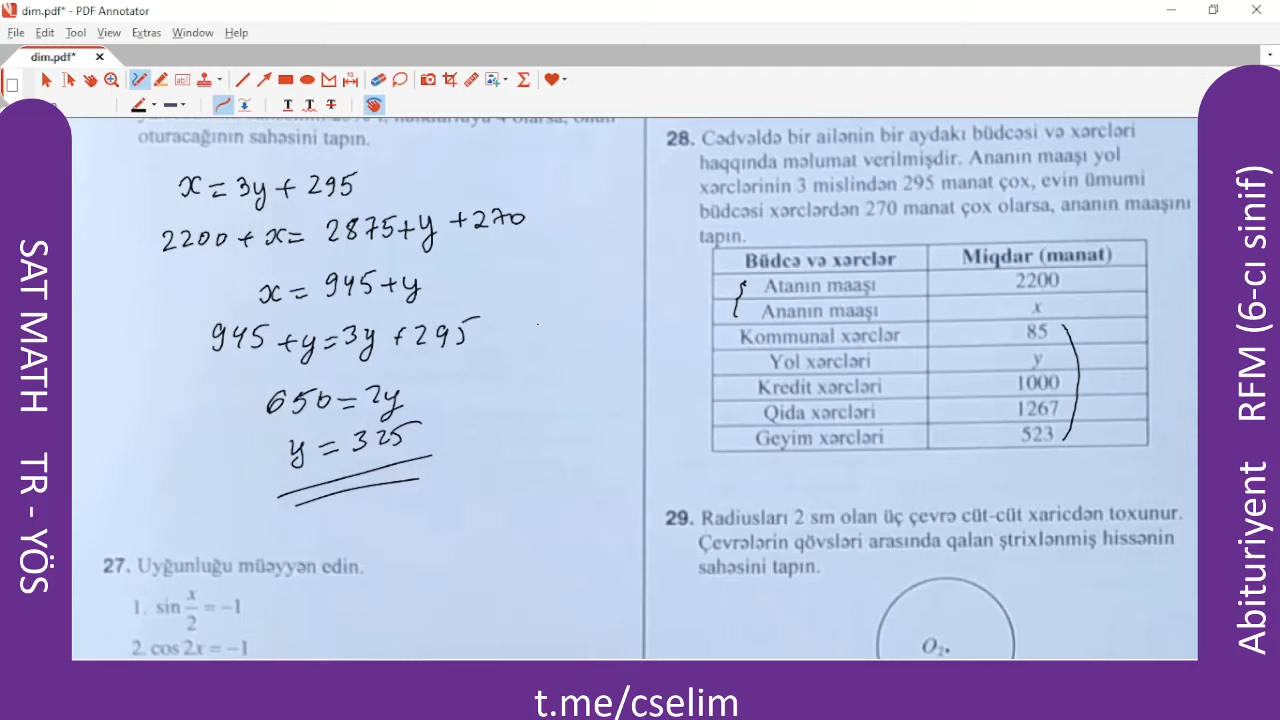 dim.pdf* - PDF Annotator
File Edit Tool View Extras Window Help
dim.pdf*
SAT MATH TR - YÖS
oturacağının sahəsini tapın.
x = 3y + 295
2200 + x = 2875 + y + 270
x = 945 + y
945 + y = 3y + 295
650 = 2y
y = 325
27. Uyğunluğu müəyyən edin.
1. sin x/2 = -1
2. cos 2x = -1
28. Cədvəldə bir ailənin bir aydakı büdcəsi və xərcləri
haqqında məlumat verilmişdir. Ananın maaşı yol
xərclərinin 3 mislindən 295 manat çox, evin ümumi
büdcəsi xərclərdən 270 manat çox olarsa, ananın maaşını
tapın.
Büdcə və xərclər Miqdar (manat)
Atanın maaşı 2200
Ananın maaşı x
Kommunal xərclər 85
Yol xərcləri y
Kredit xərcləri 1000
Qida xərcləri 1267
Geyim xərcləri 523
29. Radiusları 2 sm olan üç çevrə cüt-cüt xaricdən toxunur.
Çevrələrin qövsləri arasında qalan ştrixlənmiş hissənin
sahəsini tapın.
O₂
Abituriyent RFM (6-cı sinif)
t.me/cselim